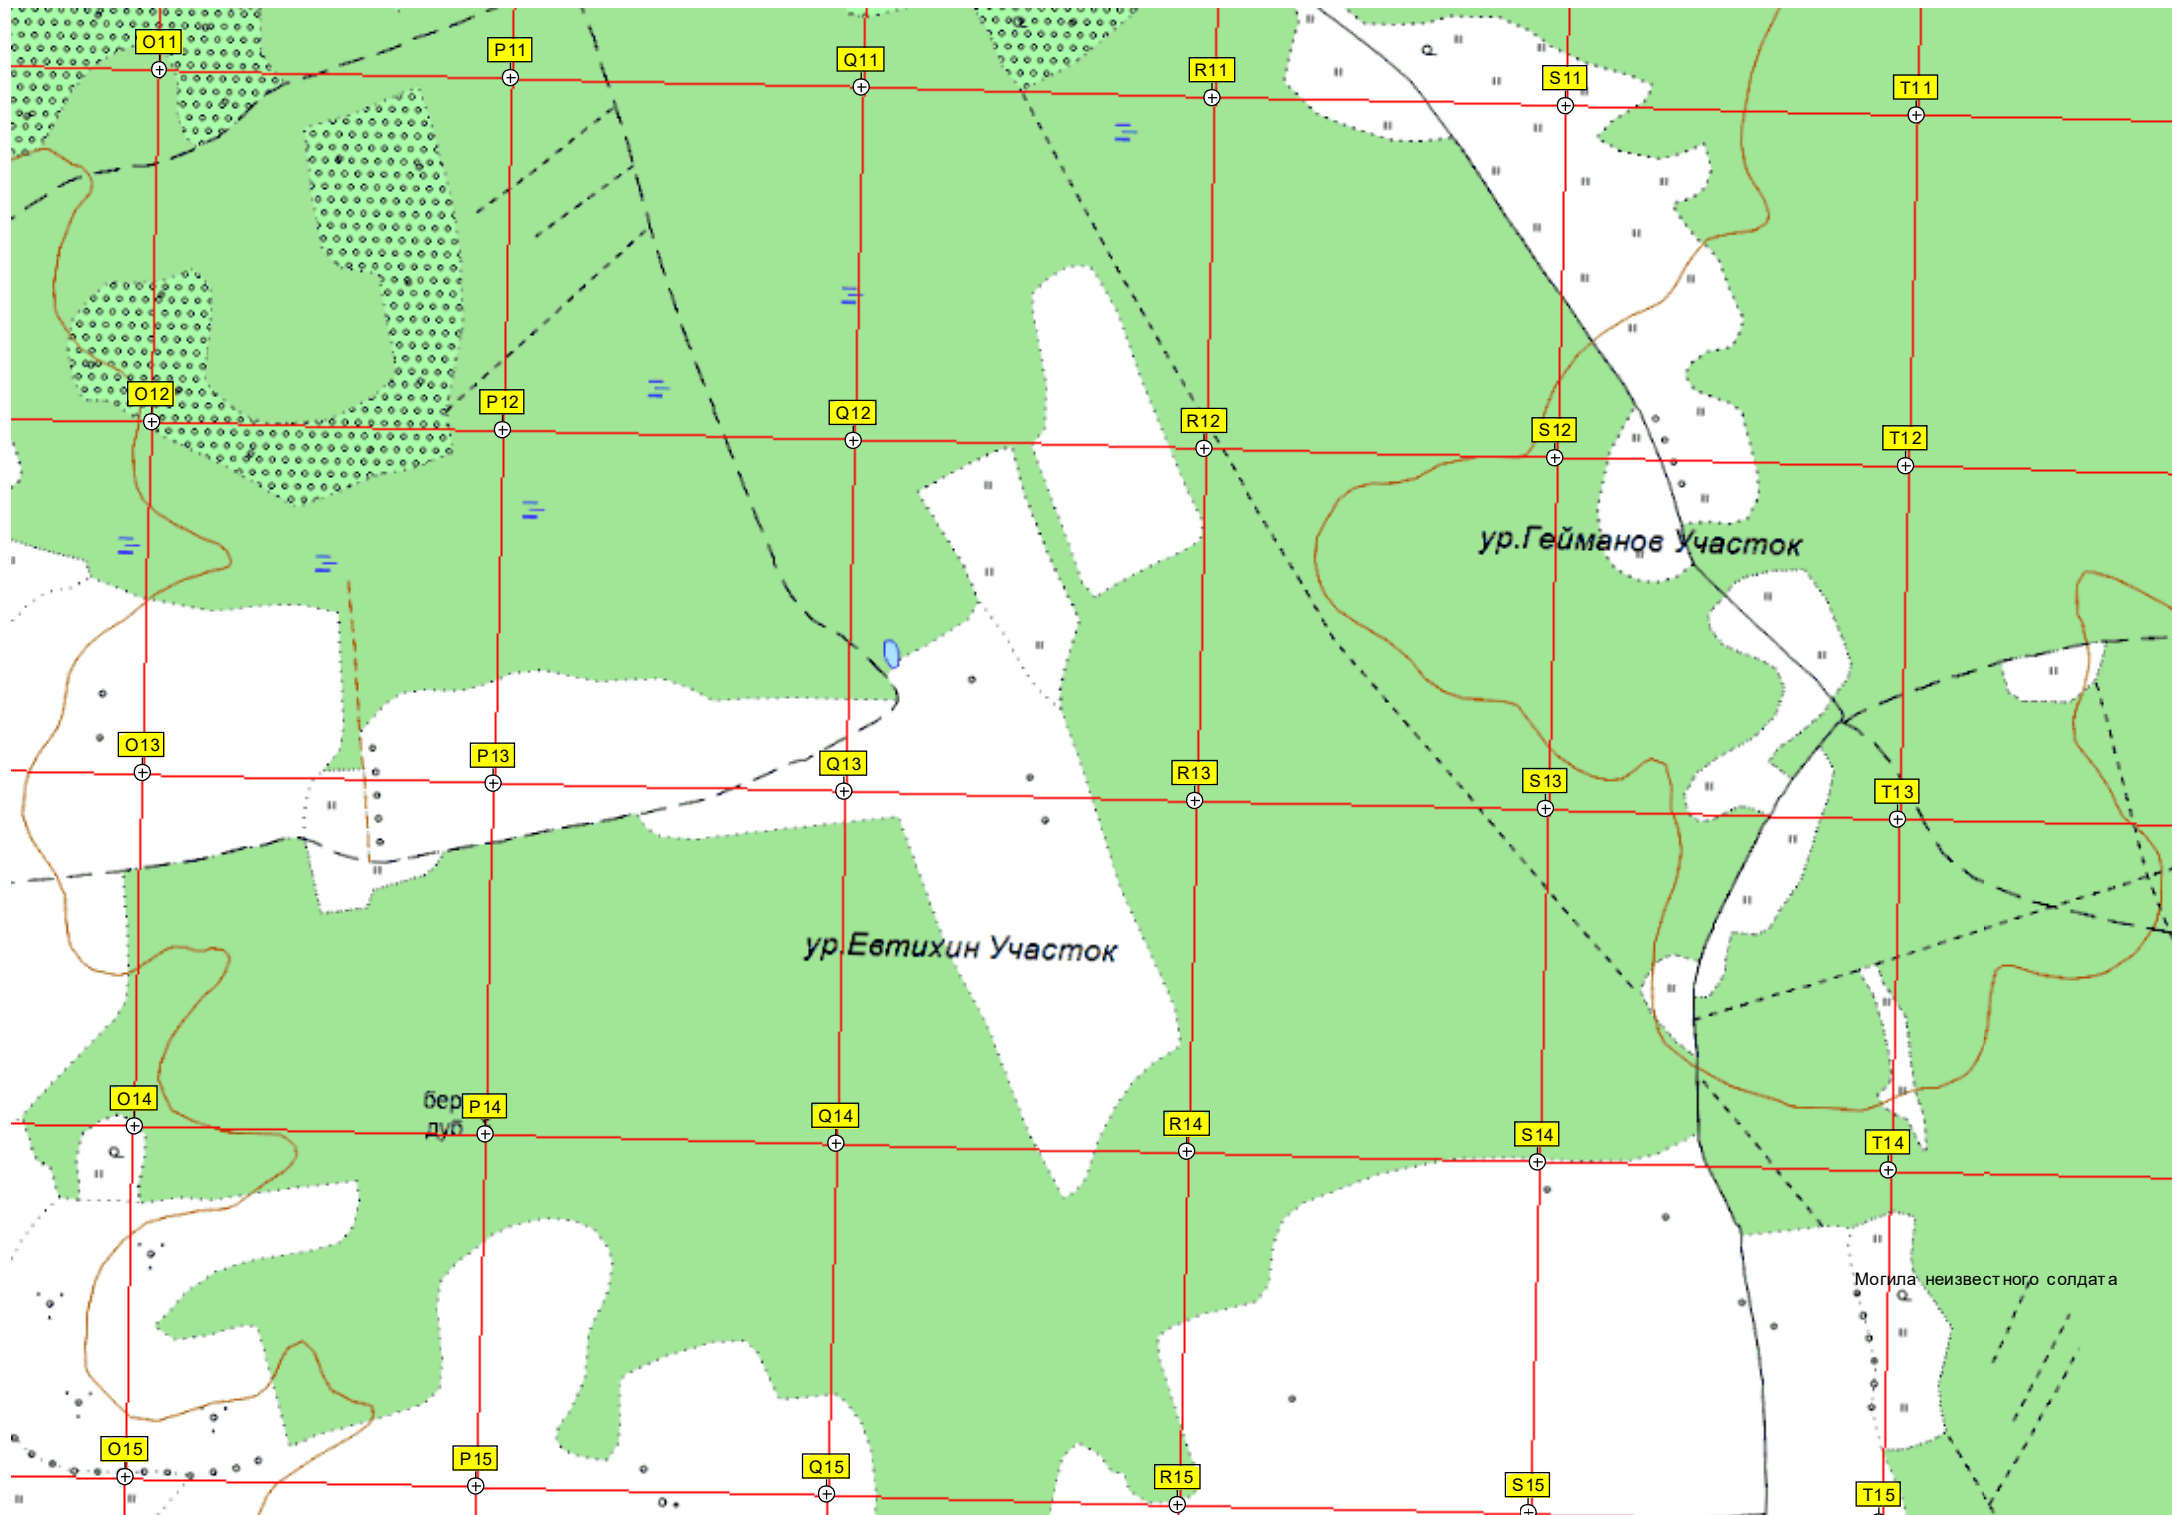 O11
P11
Q11
R11
S11
T11
O12
P12
Q12
R12
S12
T12
ур.Гейманов Участок
O13
P13
Q13
R13
S13
T13
ур.Евтихин Участок
бер
дуб
O14
P14
Q14
R14
S14
T14
Могила неизвестного солдата
O15
P15
Q15
R15
S15
T15